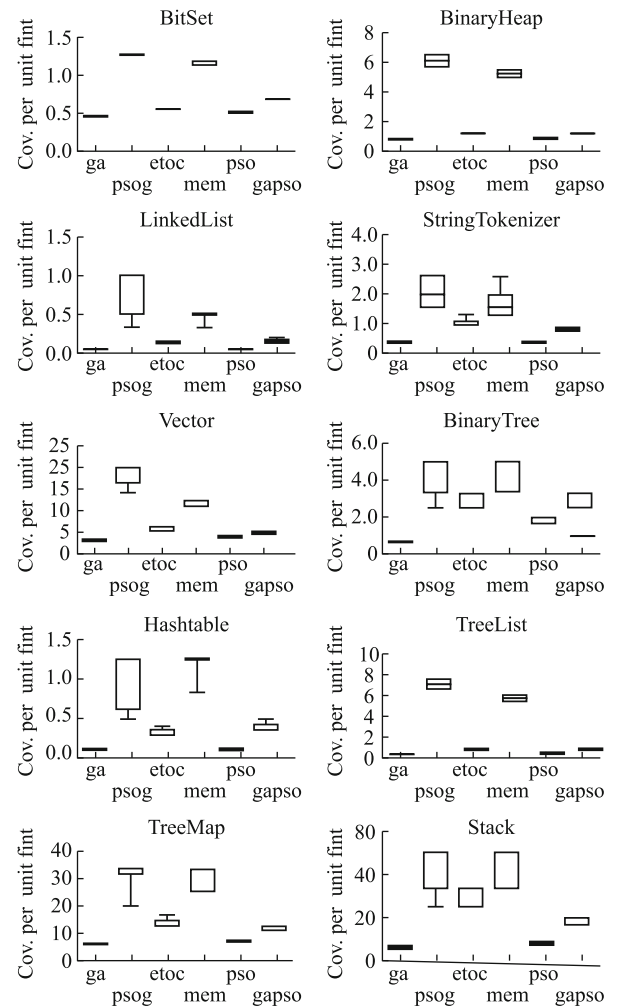 BitSet
Cov. per unit fint
1.5
1.0
0.5
0.0
ga etoc pso
psog mem gapso
BinaryHeap
Cov. per unit fint
8
6
4
2
0
ga etoc pso
psog mem gapso
LinkedList
Cov. per unit fint
1.5
1.0
0.5
0.0
ga etoc pso
psog mem gapso
StringTokenizer
Cov. per unit fint
4.0
3.0
2.0
1.0
0.0
ga etoc pso
psog mem gapso
Vector
Cov. per unit fint
25
25
15
10
5
0
ga etoc pso
psog mem gapso
BinaryTree
Cov. per unit fint
6.0
4.0
2.0
0
ga etoc pso
psog mem gapso
Hashtable
Cov. per unit fint
1.5
1.0
0.5
0.0
ga etoc pso
psog mem gapso
TreeList
Cov. per unit fint
10
8
6
4
2
0
ga etoc pso
psog mem gapso
TreeMap
Cov. per unit fint
40
30
20
10
0
ga etoc pso
psog mem gapso
Stack
Cov. per unit fint
80
40
20
0
ga etoc pso
psog mem gapso